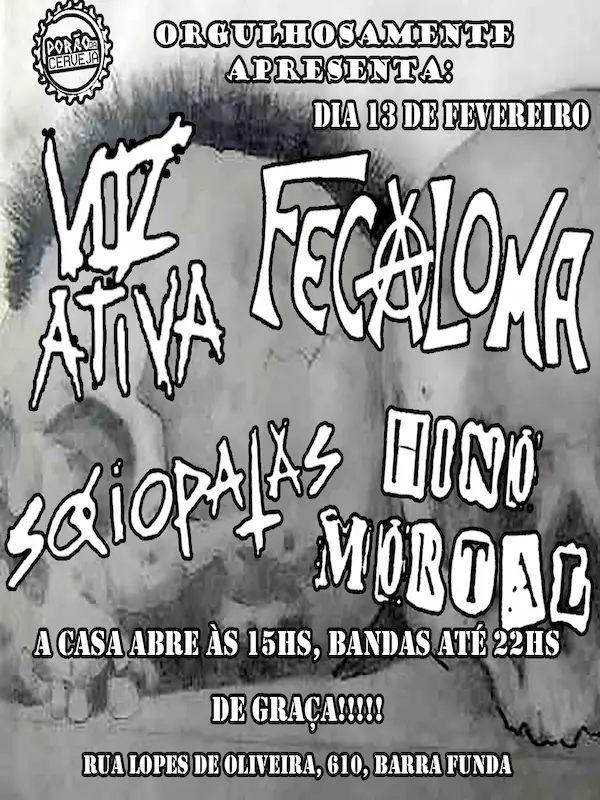 PORÃO DA
CERVEJA
ORGULHOSAMENTE
APRESENTA:
DIA 13 DE FEVEREIRO
VOZ
ATIVA
FECALOMA
SOCIOPATAS
HINO
MORTAL
A CASA ABRE ÀS 15HS, BANDAS ATÉ 22HS
DE GRAÇA!!!!!
RUA LOPES DE OLIVEIRA, 610, BARRA FUNDA